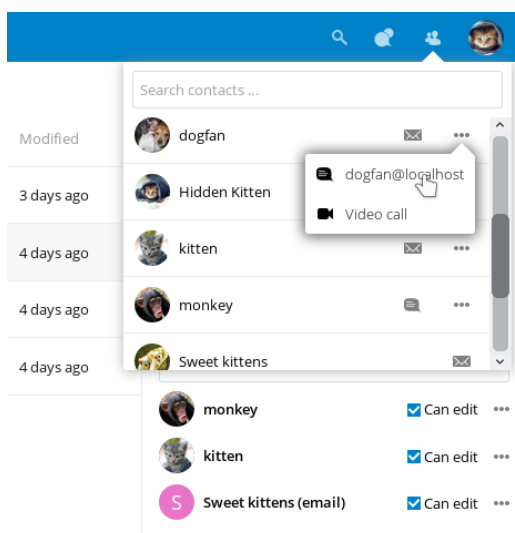 Search contacts ...
Modified
dogfan
dogfan@localhost
3 days ago
Hidden Kitten
Video call
4 days ago
kitten
4 days ago
monkey
4 days ago
Sweet kittens
monkey
Can edit
kitten
Can edit
S
Sweet kittens (email)
Can edit